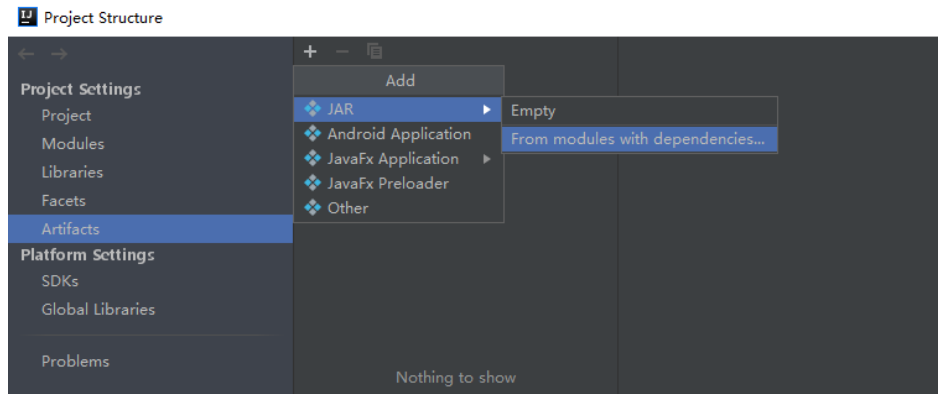 Project Structure
Add
Project Settings
JAR
Empty
Project
Android Application
From modules with dependencies...
Modules
JavaFx Application
Libraries
JavaFx Preloader
Facets
Other
Artifacts
Platform Settings
SDKs
Global Libraries
Problems
Nothing to show